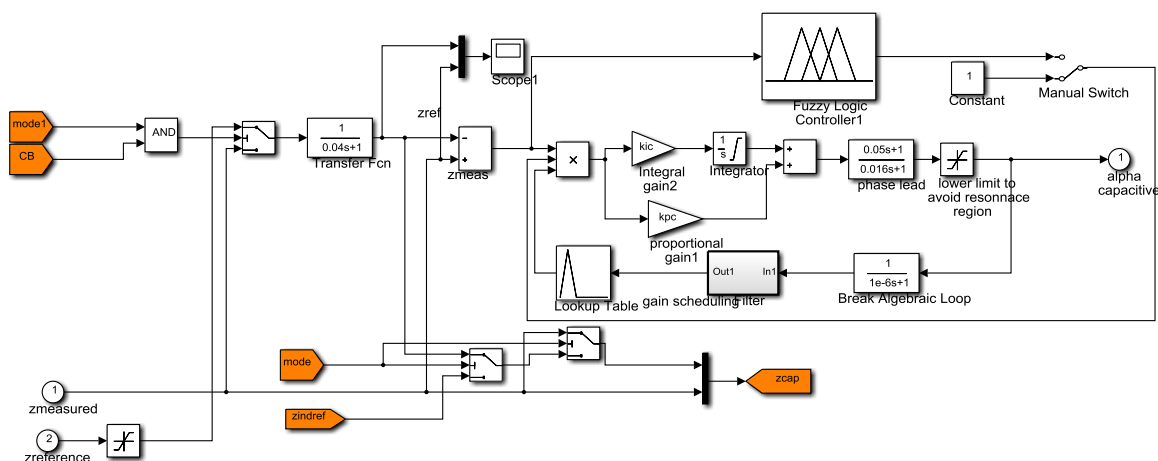 mode1
CB
AND
1
0.04s+1
Transfer Fcn
zref
Scope1
−
+
zmeas
×
kic
Integral
gain2
kpc
proportional
gain1
1
s
Integrator
+
+
0.05s+1
0.016s+1
phase lead
lower limit to
avoid resonnace
region
1
alpha
capacitive
Fuzzy Logic
Controller1
1
Constant
Manual Switch
Lookup Table
gain scheduling
Out1
In1
Filter
1
1e-6s+1
Break Algebraic Loop
mode
zindref
zcap
1
zmeasured
2
zreference